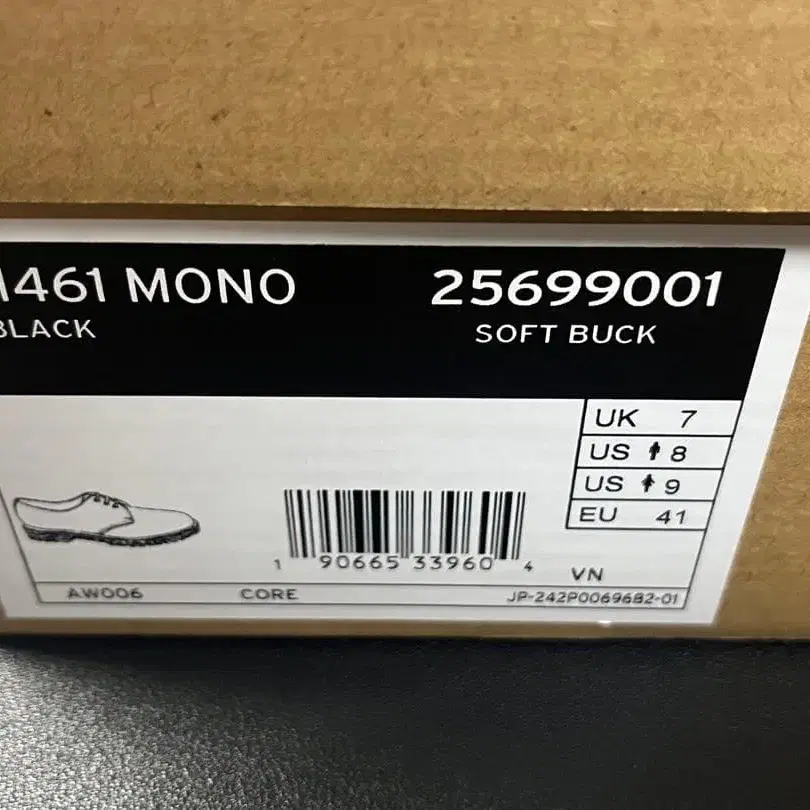 1461 MONO
25699001
BLACK
SOFT BUCK
UK 7
US 8
US 9
EU 41
1 90665 33960 4
VN
AW006
CORE
JP-242P0069682-01